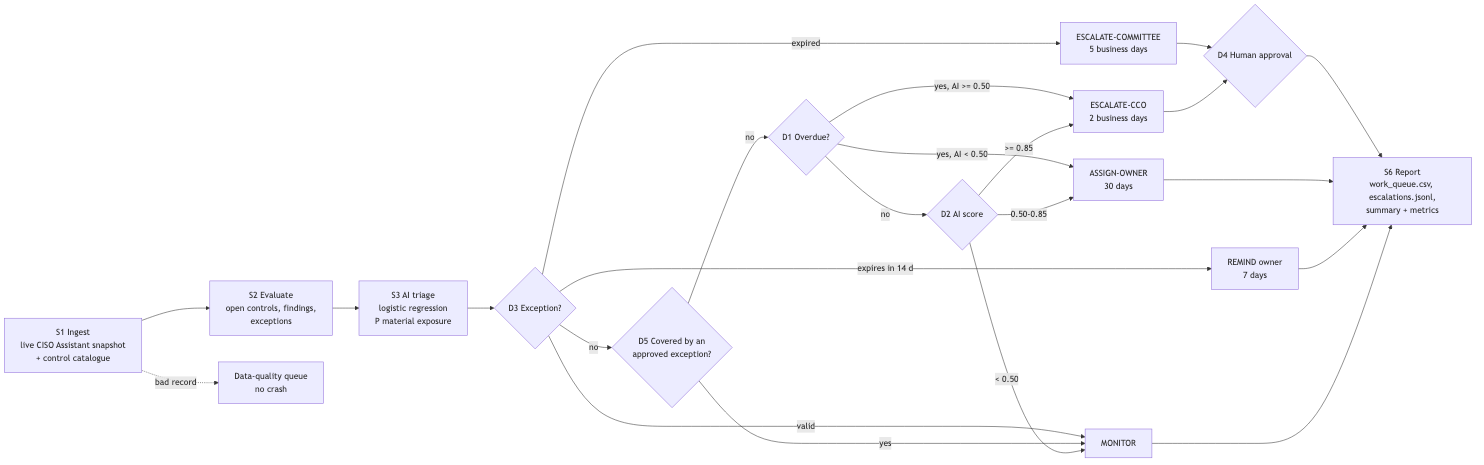 S1 Ingest
live CISO Assistant snapshot
+ control catalogue
bad record
S2 Evaluate
open controls, findings,
exceptions
Data-quality queue
no crash
S3 AI triage
logistic regression
P material exposure
D3 Exception?
expired
expires in 14 d
no
valid
D5 Covered by an
approved exception?
no
yes
D1 Overdue?
yes, AI >= 0.50
yes, AI < 0.50
no
D2 AI score
>= 0.85
0.50-0.85
< 0.50
ESCALATE-COMMITTEE
5 business days
ESCALATE-CCO
2 business days
ASSIGN-OWNER
30 days
REMIND owner
7 days
MONITOR
D4 Human approval
S6 Report
work_queue.csv,
escalations.jsonl,
summary + metrics